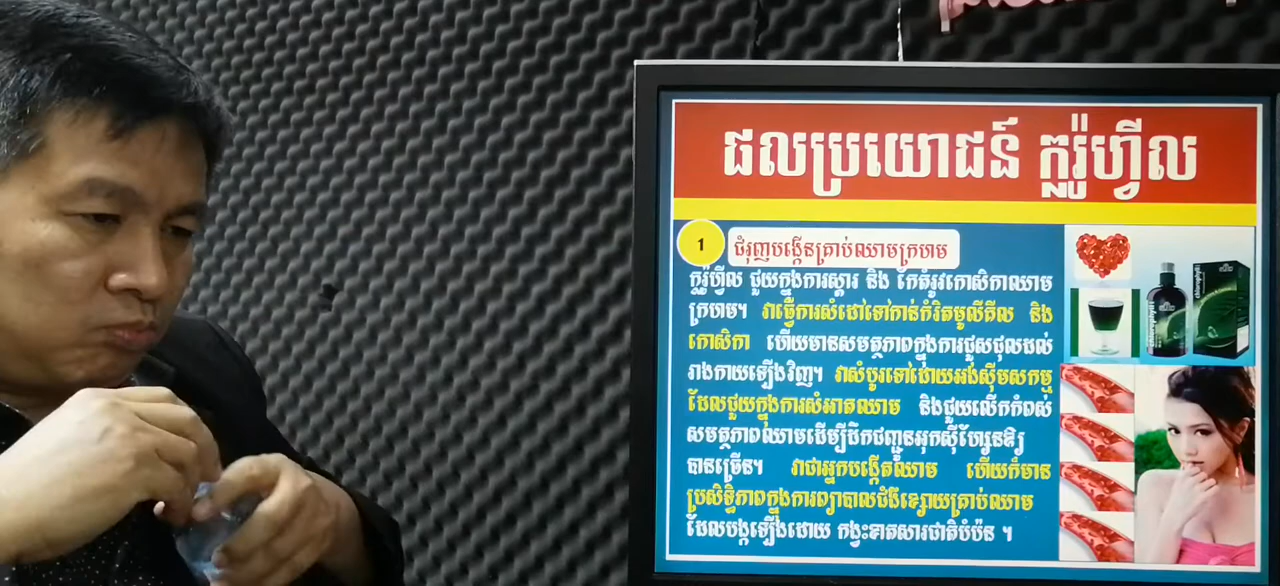 ផលប្រយោជន៍ ក្លរ៉ូហ្វីល
1
ជំរុញបង្កើនគ្រាប់ឈាមក្រហម
ក្លរ៉ូហ្វីល ជួយក្នុងការស្តារ និង កែតំរូវកោសិកាឈាម
ក្រហម។ វាធ្វើការសំដៅទៅកាន់កំរិតមូលីគីល និង
កោសិកា ហើយមានសមត្ថភាពក្នុងការជួសជុលដល់
រាងកាយឡើងវិញ។ វាសំបូរទៅដោយអង់ស៊ីមសកម្ម
ដែលជួយក្នុងការសំអាតឈាម និងជួយលើកកំពស់
សមត្ថភាពឈាមដើម្បីដឹកជញ្ជូនអុកស៊ីហ្សែនឱ្យ
បានច្រើន។ វាជាអ្នកបង្កើតឈាម ហើយក៏មាន
ប្រសិទ្ធិភាពក្នុងការព្យាបាលជំងឺខ្សោយគ្រាប់ឈាម
ដែលបង្កឡើងដោយ កង្វះខាតសារជាតិបំប៉ន ។
chlorophyll
chlorophyll